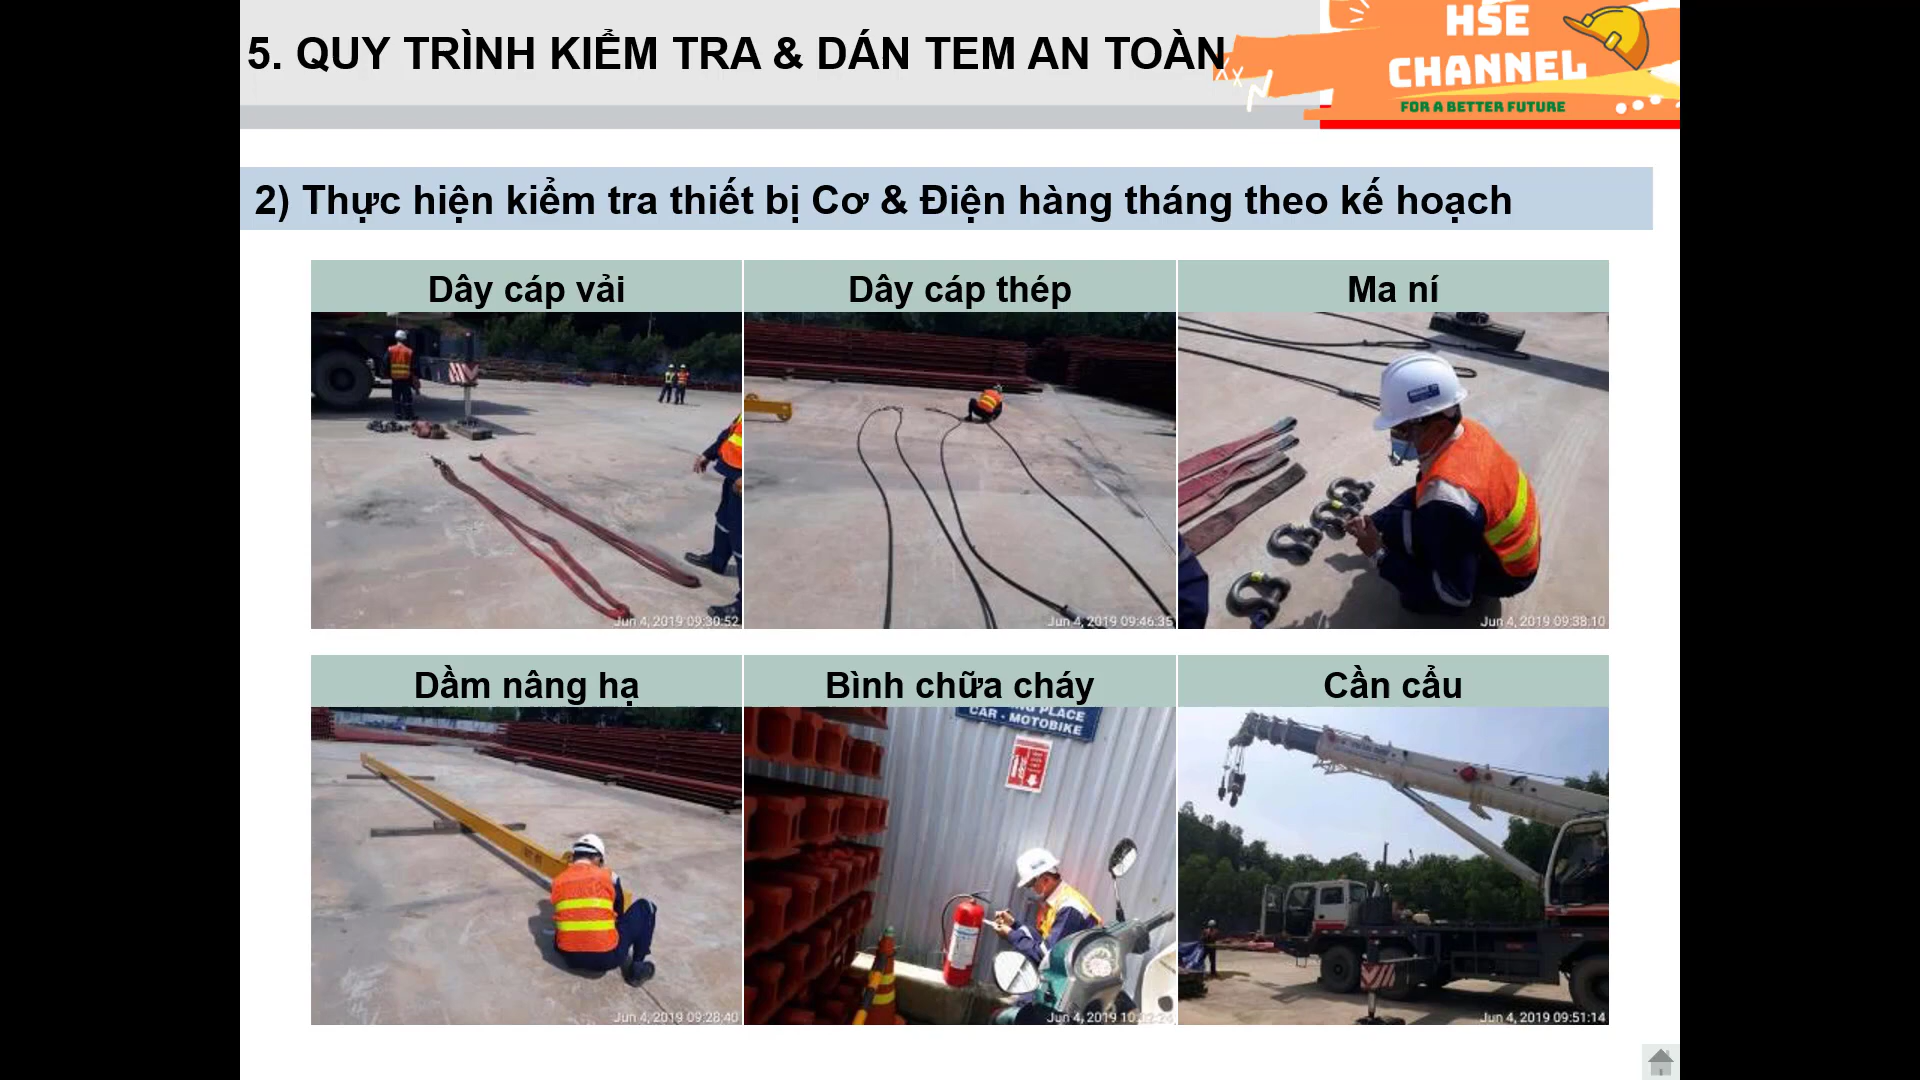 5. QUY TRÌNH KIỂM TRA & DÁN TEM AN TOÀN
HSE
CHANNEL
FOR A BETTER FUTURE
2) Thực hiện kiểm tra thiết bị Cơ & Điện hàng tháng theo kế hoạch
Dây cáp vải
Dây cáp thép
Ma ní
Jun 4, 2019 09:30:52
Jun 4, 2019 09:46:35
Jun 4, 2019 09:38:10
Dầm nâng hạ
Bình chữa cháy
Cần cẩu
PLACE
CAR - MOTOBIKE
Jun 4, 2019 09:28:40
Jun 4, 2019
Jun 4, 2019 09:51:14